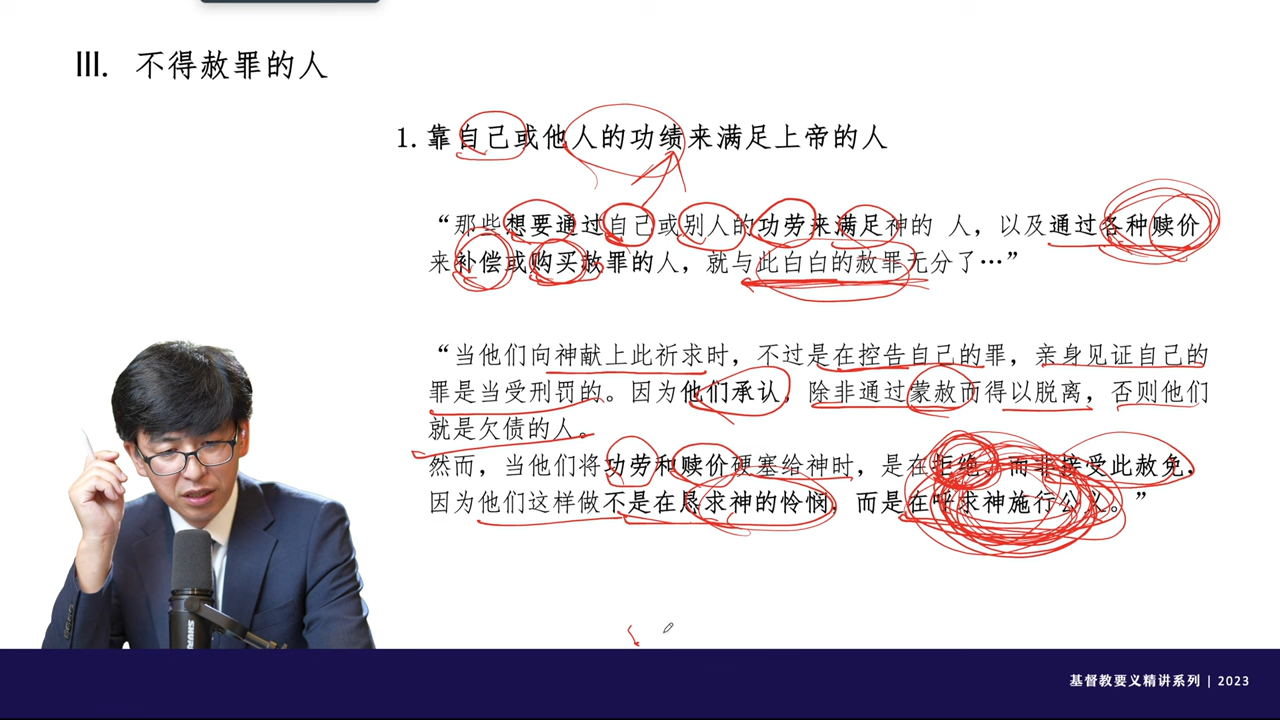 III. 不得赦罪的人
1. 靠自己或他人的功绩来满足上帝的人
“那些想要通过自己或别人的功劳来满足神的 人，以及通过各种赎价
来补偿或购买赦罪的人，就与此白白的赦罪无分了…”
“当他们向神献上此祈求时，不过是在控告自己的罪，亲身见证自己的
罪是当受刑罚的。因为他们承认，除非通过蒙赦而得以脱离，否则他们
就是欠债的人。
然而，当他们将功劳和赎价硬塞给神时，是在拒绝，而非接受此赦免，
因为他们这样做不是在恳求神的怜悯，而是在呼求神施行公义。”
SHURE
基督教要义精讲系列 | 2023